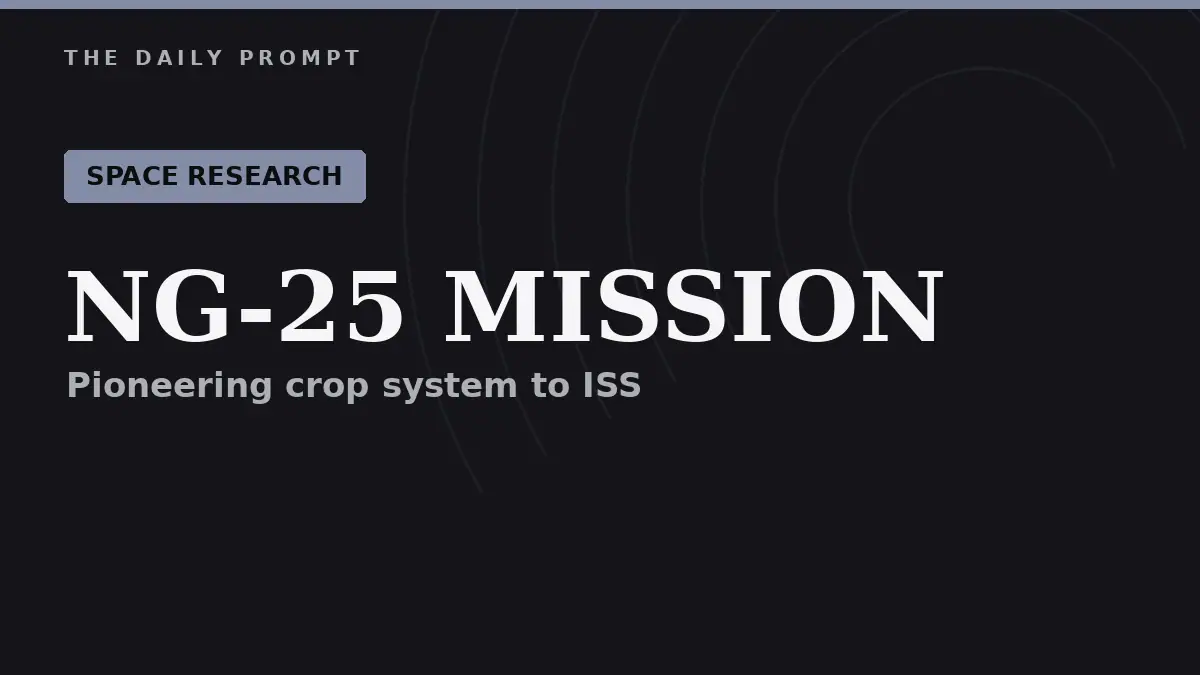 THE DAILY PROMPT
SPACE RESEARCH
NG-25 MISSION
Pioneering crop system to ISS